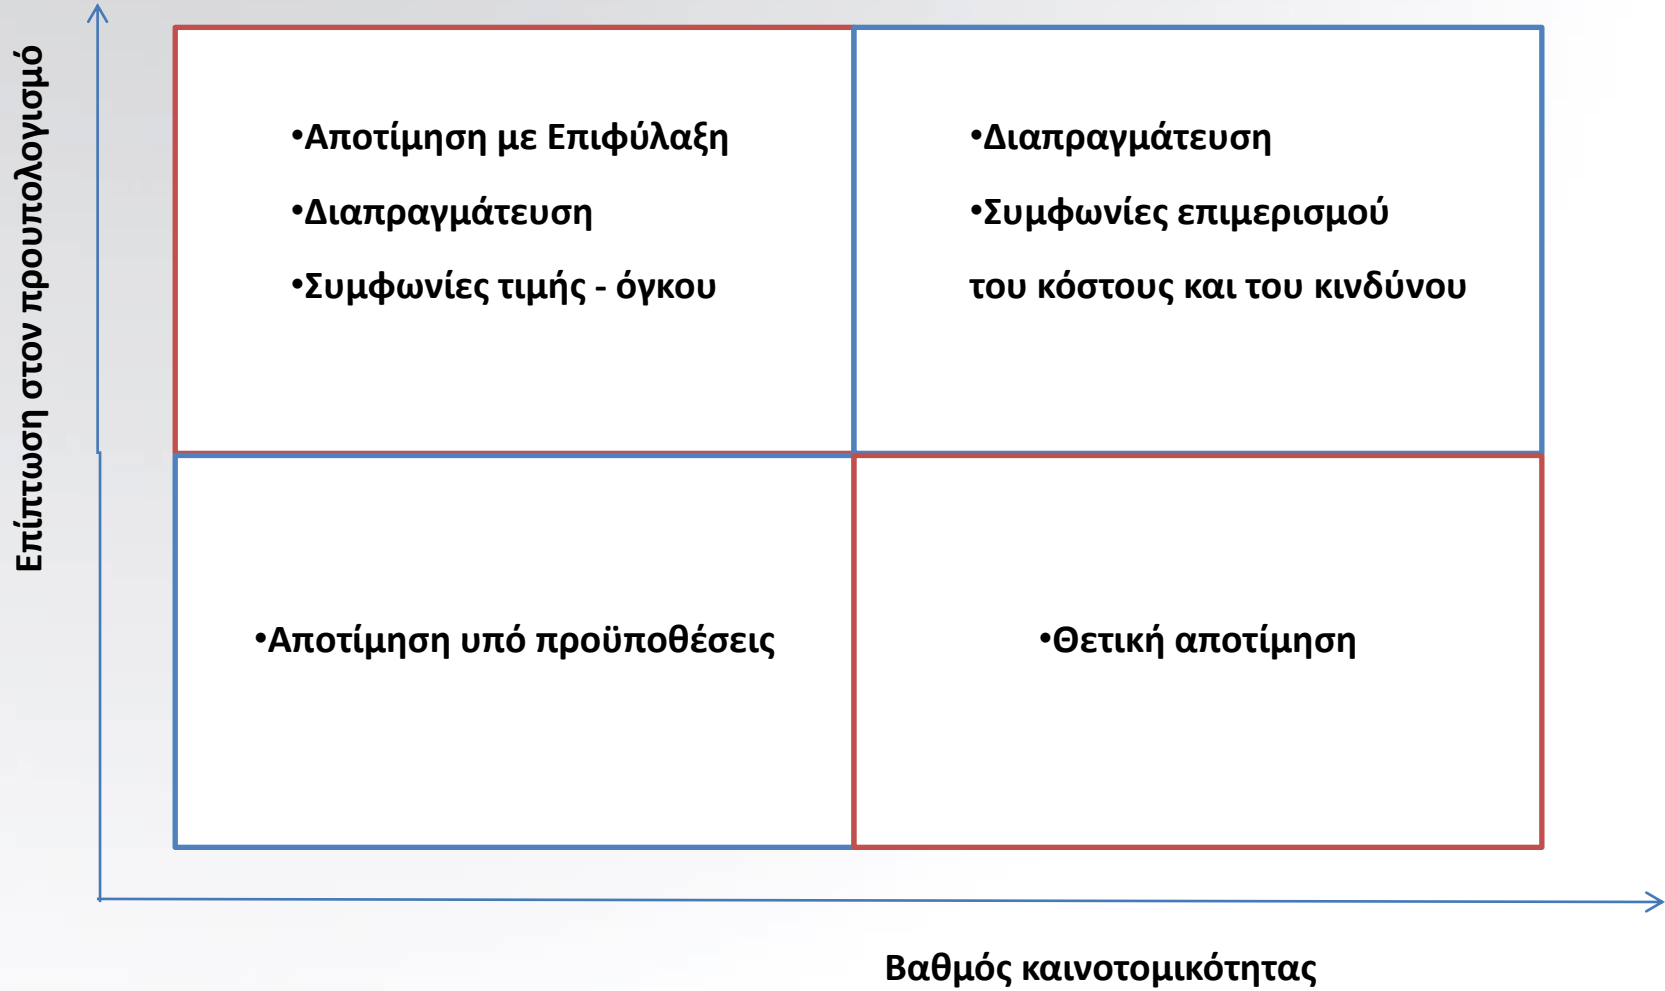 Επίπτωση στον προυπολογισμό
•Αποτίμηση με Επιφύλαξη
•Διαπραγμάτευση
•Συμφωνίες τιμής - όγκου
•Διαπραγμάτευση
•Συμφωνίες επιμερισμού
του κόστους και του κινδύνου
•Αποτίμηση υπό προϋποθέσεις
•Θετική αποτίμηση
Βαθμός καινοτομικότητας